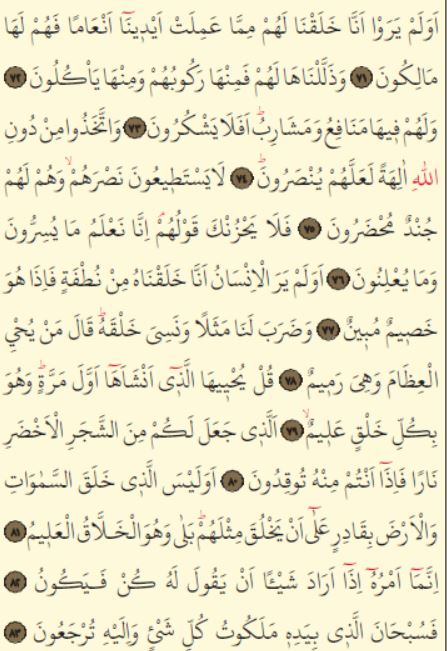 اَوَلَمْ يَرَوْا اَنَّا خَلَقْنَا لَهُمْ مِمَّا عَمِلَتْ اَيْدِينَٓا اَنْعَامًا فَهُمْ لَهَا
مَالِكُونَ ﴿٧١﴾ وَذَلَّلْنَاهَا لَهُمْ فَمِنْهَا رَكُوبُهُمْ وَمِنْهَا يَأْكُلُونَ ﴿٧٢﴾
وَلَهُمْ فِيهَا مَنَافِعُ وَمَشَارِبُۜ اَفَلَا يَشْكُرُونَ ﴿٧٣﴾ وَاتَّخَذُوا مِنْ دُونِ
اللّٰهِ اٰلِهَةً لَعَلَّهُمْ يُنْصَرُونَۜ ﴿٧٤﴾ لَا يَسْتَطِيعُونَ نَصْرَهُمْۙ وَهُمْ لَهُمْ
جُنْدٌ مُحْضَرُونَ ﴿٧٥﴾ فَلَا يَحْزُنْكَ قَوْلُهُمْۢ اِنَّا نَعْلَمُ مَا يُسِرُّونَ
وَمَا يُعْلِنُونَ ﴿٧٦﴾ اَوَلَمْ يَرَ الْاِنْسَانُ اَنَّا خَلَقْنَاهُ مِنْ نُطْفَةٍ فَاِذَا هُوَ
خَصِيمٌ مُبِينٌ ﴿٧٧﴾ وَضَرَبَ لَنَا مَثَلًا وَنَسِيَ خَلْقَهُۜ قَالَ مَنْ يُحْيِ
الْعِظَامَ وَهِيَ رَمِيمٌ ﴿٧٨﴾ قُلْ يُحْيِيهَا الَّذِٓي اَنْشَاَهَٓا اَوَّلَ مَرَّةٍۜ وَهُوَ
بِكُلِّ خَلْقٍ عَلِيمٌۙ ﴿٧٩﴾ اَلَّذِي جَعَلَ لَكُمْ مِنَ الشَّجَرِ الْاَخْضَرِ
نَارًا فَاِذَٓا اَنْتُمْ مِنْهُ تُوقِدُونَ ﴿٨٠﴾ اَوَلَيْسَ الَّذِي خَلَقَ السَّمٰوَاتِ
وَالْاَرْضَ بِقَادِرٍ عَلٰٓى اَنْ يَخْلُقَ مِثْلَهُمْۜ بَلٰى وَهُوَ الْخَلَّاقُ الْعَلِيمُ ﴿٨١﴾
اِنَّمَٓا اَمْرُهُٓ اِذَٓا اَرَادَ شَيْـًٔا اَنْ يَقُولَ لَهُ كُنْ فَيَكُونُ ﴿٨٢﴾
فَسُبْحَانَ الَّذِي بِيَدِهِ مَلَكُوتُ كُلِّ شَيْءٍ وَاِلَيْهِ تُرْجَعُونَ ﴿٨٣﴾